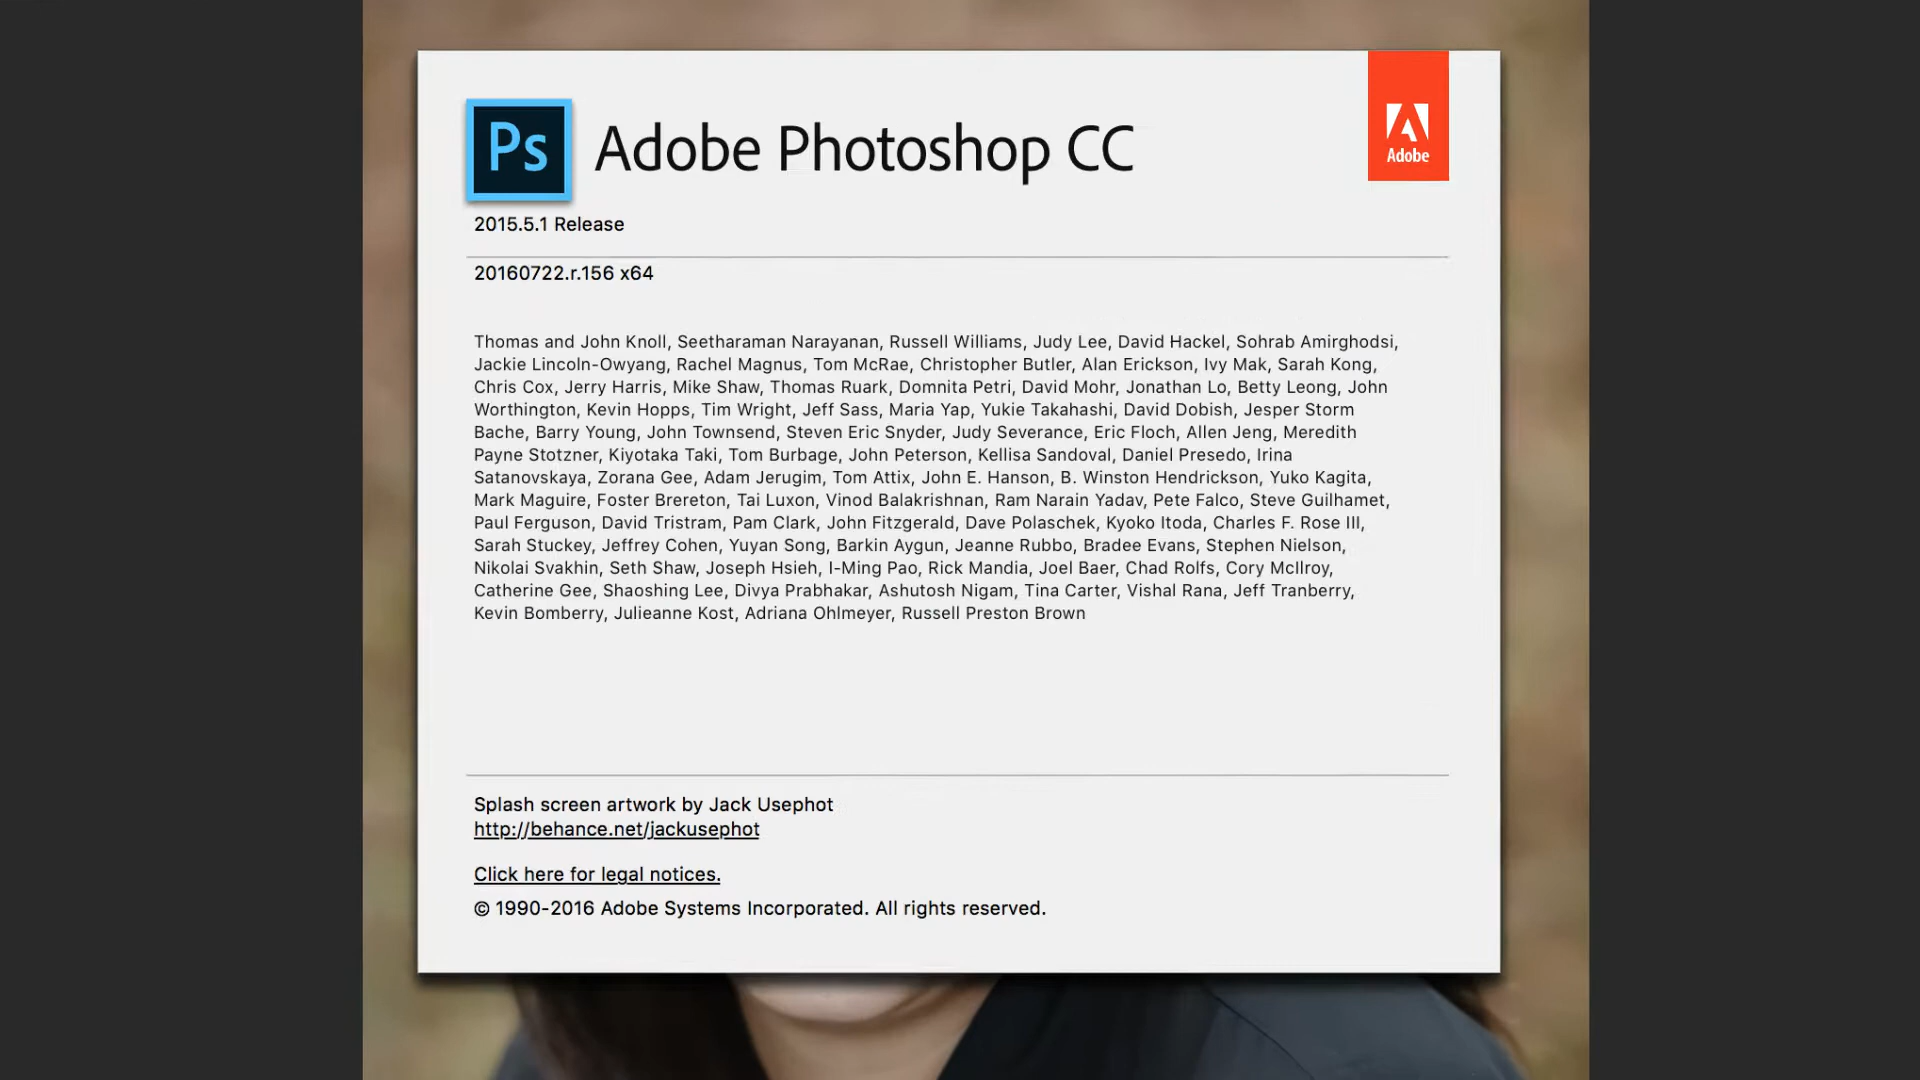 Ps
Adobe Photoshop CC
Adobe
2015.5.1 Release
20160722.r.156 x64
Thomas and John Knoll, Seetharaman Narayanan, Russell Williams, Judy Lee, David Hackel, Sohrab Amirghodsi,
Jackie Lincoln-Owyang, Rachel Magnus, Tom McRae, Christopher Butler, Alan Erickson, Ivy Mak, Sarah Kong,
Chris Cox, Jerry Harris, Mike Shaw, Thomas Ruark, Domnita Petri, David Mohr, Jonathan Lo, Betty Leong, John
Worthington, Kevin Hopps, Tim Wright, Jeff Sass, Maria Yap, Yukie Takahashi, David Dobish, Jesper Storm
Bache, Barry Young, John Townsend, Steven Eric Snyder, Judy Severance, Eric Floch, Allen Jeng, Meredith
Payne Stotzner, Kiyotaka Taki, Tom Burbage, John Peterson, Kellisa Sandoval, Daniel Presedo, Irina
Satanovskaya, Zorana Gee, Adam Jerugim, Tom Attix, John E. Hanson, B. Winston Hendrickson, Yuko Kagita,
Mark Maguire, Foster Brereton, Tai Luxon, Vinod Balakrishnan, Ram Narain Yadav, Pete Falco, Steve Guilhamet,
Paul Ferguson, David Tristram, Pam Clark, John Fitzgerald, Dave Polaschek, Kyoko Itoda, Charles F. Rose III,
Sarah Stuckey, Jeffrey Cohen, Yuyan Song, Barkin Aygun, Jeanne Rubbo, Bradee Evans, Stephen Nielson,
Nikolai Svakhin, Seth Shaw, Joseph Hsieh, I-Ming Pao, Rick Mandia, Joel Baer, Chad Rolfs, Cory McIlroy,
Catherine Gee, Shaoshing Lee, Divya Prabhakar, Ashutosh Nigam, Tina Carter, Vishal Rana, Jeff Tranberry,
Kevin Bomberry, Julieanne Kost, Adriana Ohlmeyer, Russell Preston Brown
Splash screen artwork by Jack Usephot
http://behance.net/jackusephot
Click here for legal notices.
© 1990-2016 Adobe Systems Incorporated. All rights reserved.